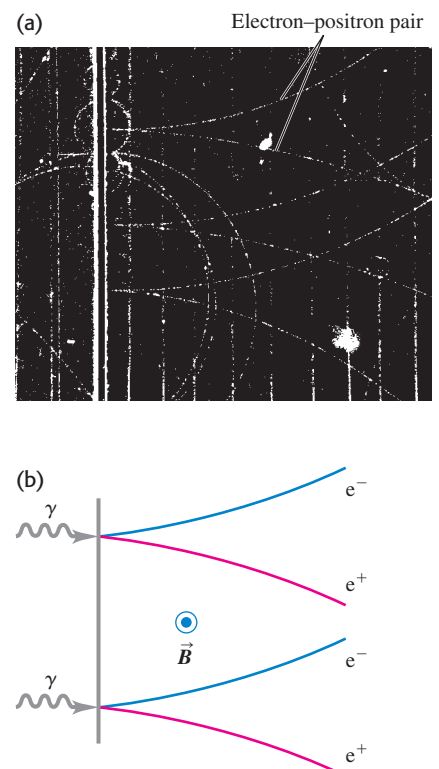 (a)
Electron–positron pair
(b)
γ
e⁻
e⁺
B⃗
γ
e⁻
e⁺